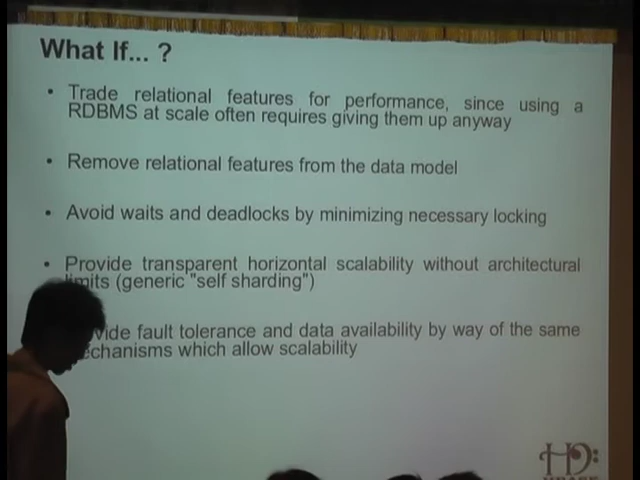 What If... ?
• Trade relational features for performance, since using a
RDBMS at scale often requires giving them up anyway
• Remove relational features from the data model
• Avoid waits and deadlocks by minimizing necessary locking
• Provide transparent horizontal scalability without architectural
limits (generic "self sharding")
fault tolerance and data availability by way of the same
which allow scalability